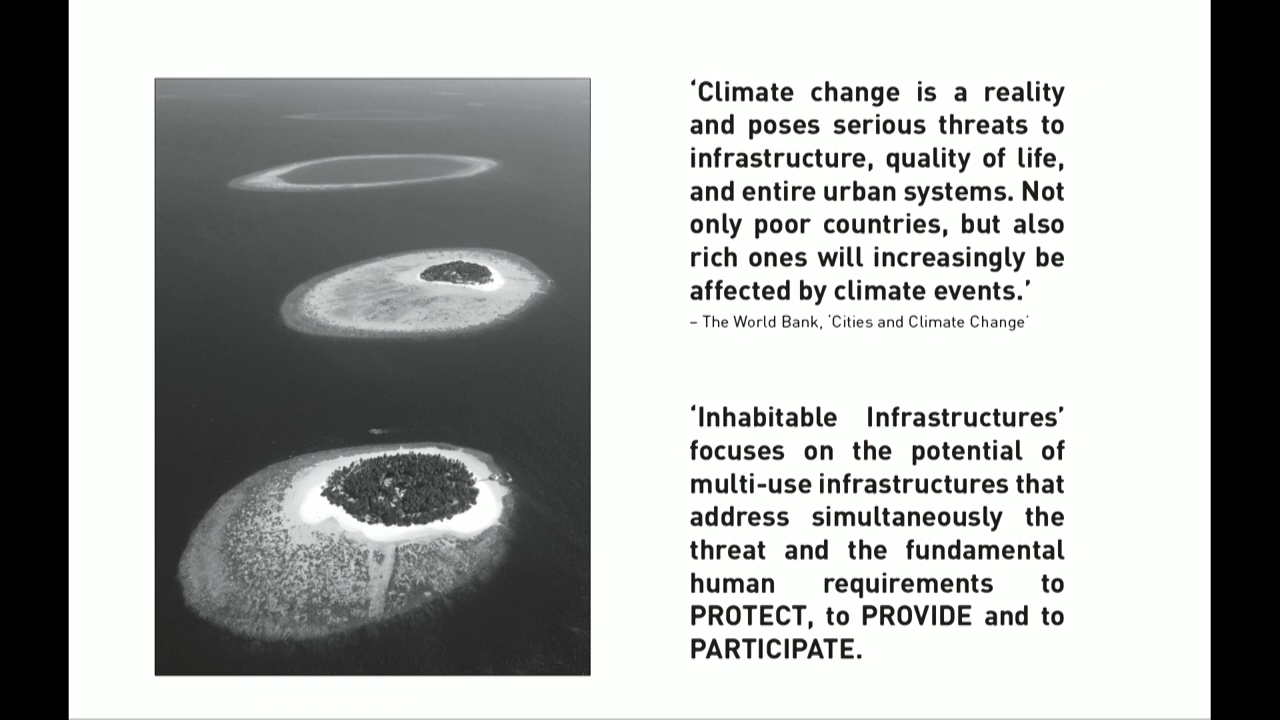 ‘Climate change is a reality
and poses serious threats to
infrastructure, quality of life,
and entire urban systems. Not
only poor countries, but also
rich ones will increasingly be
affected by climate events.’
– The World Bank, ‘Cities and Climate Change’
‘Inhabitable Infrastructures’
focuses on the potential of
multi-use infrastructures that
address simultaneously the
threat and the fundamental
human requirements to
PROTECT, to PROVIDE and to
PARTICIPATE.